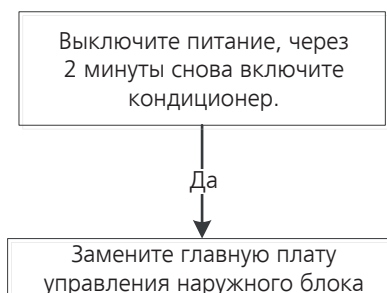 Выключите питание, через
2 минуты снова включите
кондиционер.
Да
Замените главную плату
управления наружного блока